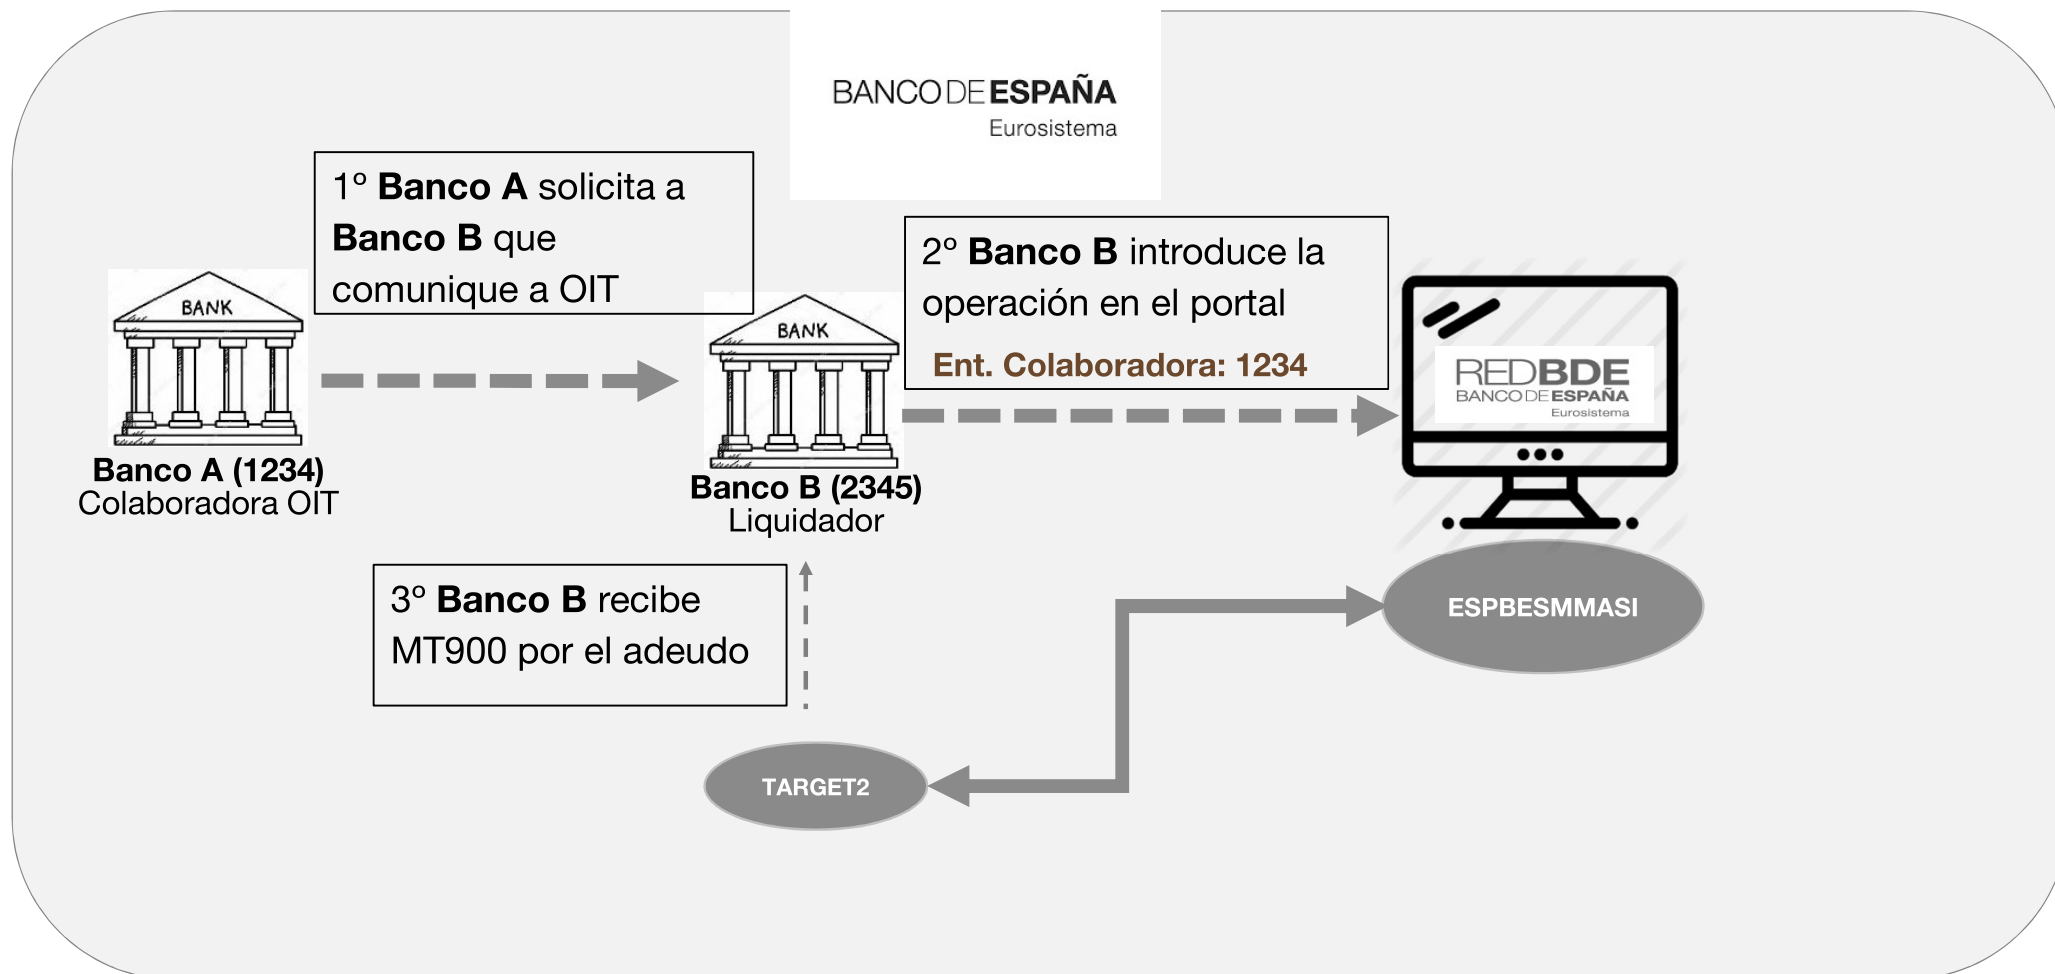 BANCO DE ESPAÑA
Eurosistema
1º Banco A solicita a
Banco B que
comunique a OIT
2º Banco B introduce la
operación en el portal
Ent. Colaboradora: 1234
BANK
BANK
REDBDE
BANCO DE ESPAÑA
Eurosistema
Banco A (1234)
Colaboradora OIT
Banco B (2345)
Liquidador
3º Banco B recibe
MT900 por el adeudo
ESPBESMMASI
TARGET2